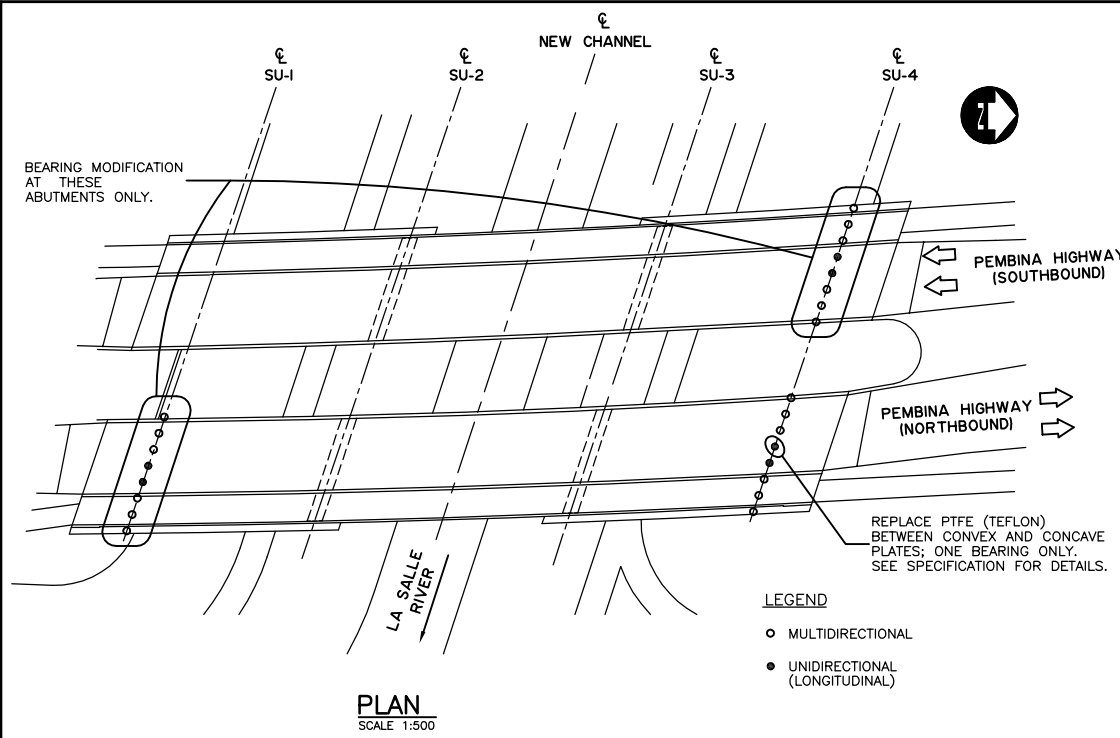 ℄
NEW CHANNEL
℄
SU-1
℄
SU-2
℄
SU-3
℄
SU-4
N
BEARING MODIFICATION
AT THESE
ABUTMENTS ONLY.
PEMBINA HIGHWAY
(SOUTHBOUND)
PEMBINA HIGHWAY
(NORTHBOUND)
REPLACE PTFE (TEFLON)
BETWEEN CONVEX AND CONCAVE
PLATES; ONE BEARING ONLY.
SEE SPECIFICATION FOR DETAILS.
LA SALLE
RIVER
LEGEND
MULTIDIRECTIONAL
UNIDIRECTIONAL
(LONGITUDINAL)
PLAN
SCALE 1:500